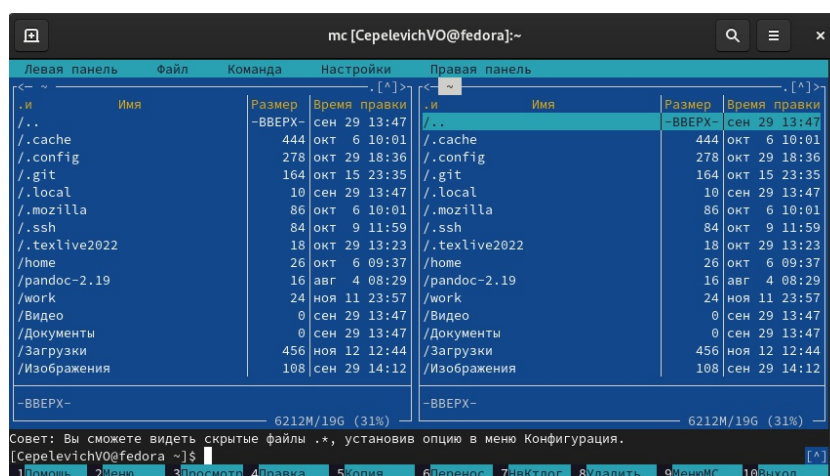 mc [CepelevichVO@fedora]:~
Левая панель Файл Команда Настройки Правая панель
<— ~ .[^]> <— ~ .[^]>
.и Имя Размер Время правки .и Имя Размер Время правки
/.. -ВВЕРХ- сен 29 13:47 /.. -ВВЕРХ- сен 29 13:47
/.cache 444 окт 6 10:01 /.cache 444 окт 6 10:01
/.config 278 окт 29 18:36 /.config 278 окт 29 18:36
/.git 164 окт 15 23:35 /.git 164 окт 15 23:35
/.local 10 сен 29 13:47 /.local 10 сен 29 13:47
/.mozilla 86 окт 6 10:01 /.mozilla 86 окт 6 10:01
/.ssh 84 окт 9 11:59 /.ssh 84 окт 9 11:59
/.texlive2022 18 окт 29 13:23 /.texlive2022 18 окт 29 13:23
/home 26 окт 6 09:37 /home 26 окт 6 09:37
/pandoc-2.19 16 авг 4 08:29 /pandoc-2.19 16 авг 4 08:29
/work 24 ноя 11 23:57 /work 24 ноя 11 23:57
/Видео 0 сен 29 13:47 /Видео 0 сен 29 13:47
/Документы 0 сен 29 13:47 /Документы 0 сен 29 13:47
/Загрузки 456 ноя 12 12:44 /Загрузки 456 ноя 12 12:44
/Изображения 108 сен 29 14:12 /Изображения 108 сен 29 14:12
-ВВЕРХ- -ВВЕРХ-
6212M/19G (31%) 6212M/19G (31%)
Совет: Вы сможете видеть скрытые файлы .*, установив опцию в меню Конфигурация.
[CepelevichVO@fedora ~]$ [^]
1Помощь 2Меню 3Просмотр 4Правка 5Копия 6Перенос 7НвКтлог 8Удалить 9МенюMC 10Выход